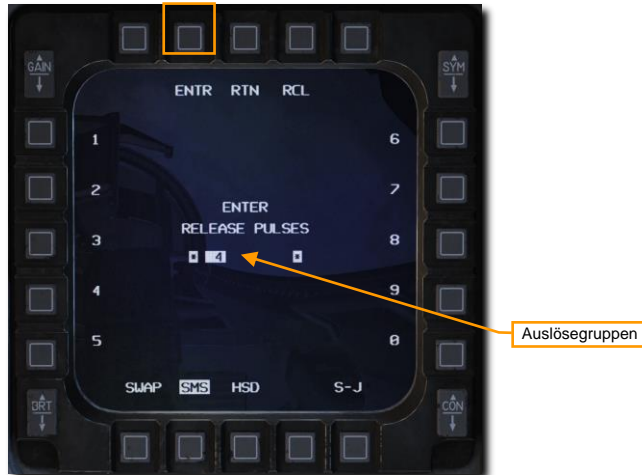 GAIN
SYM
ENTR RTN RCL
1
6
2
7
ENTER
RELEASE PULSES
3
8
4
4
9
Auslösegruppen
5
0
SWAP SMS HSD S-J
BRT
CON